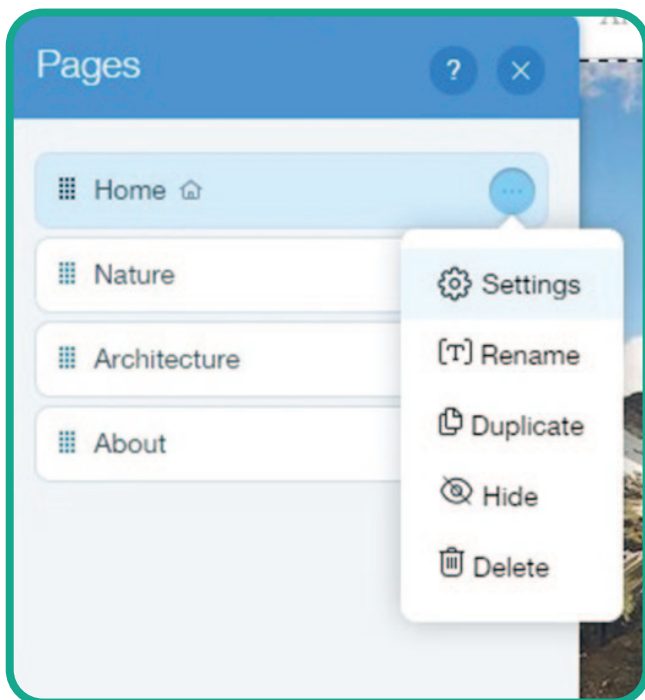 Pages ?
Home
Nature
Settings
Architecture
[T] Rename
About
Duplicate
Hide
Delete